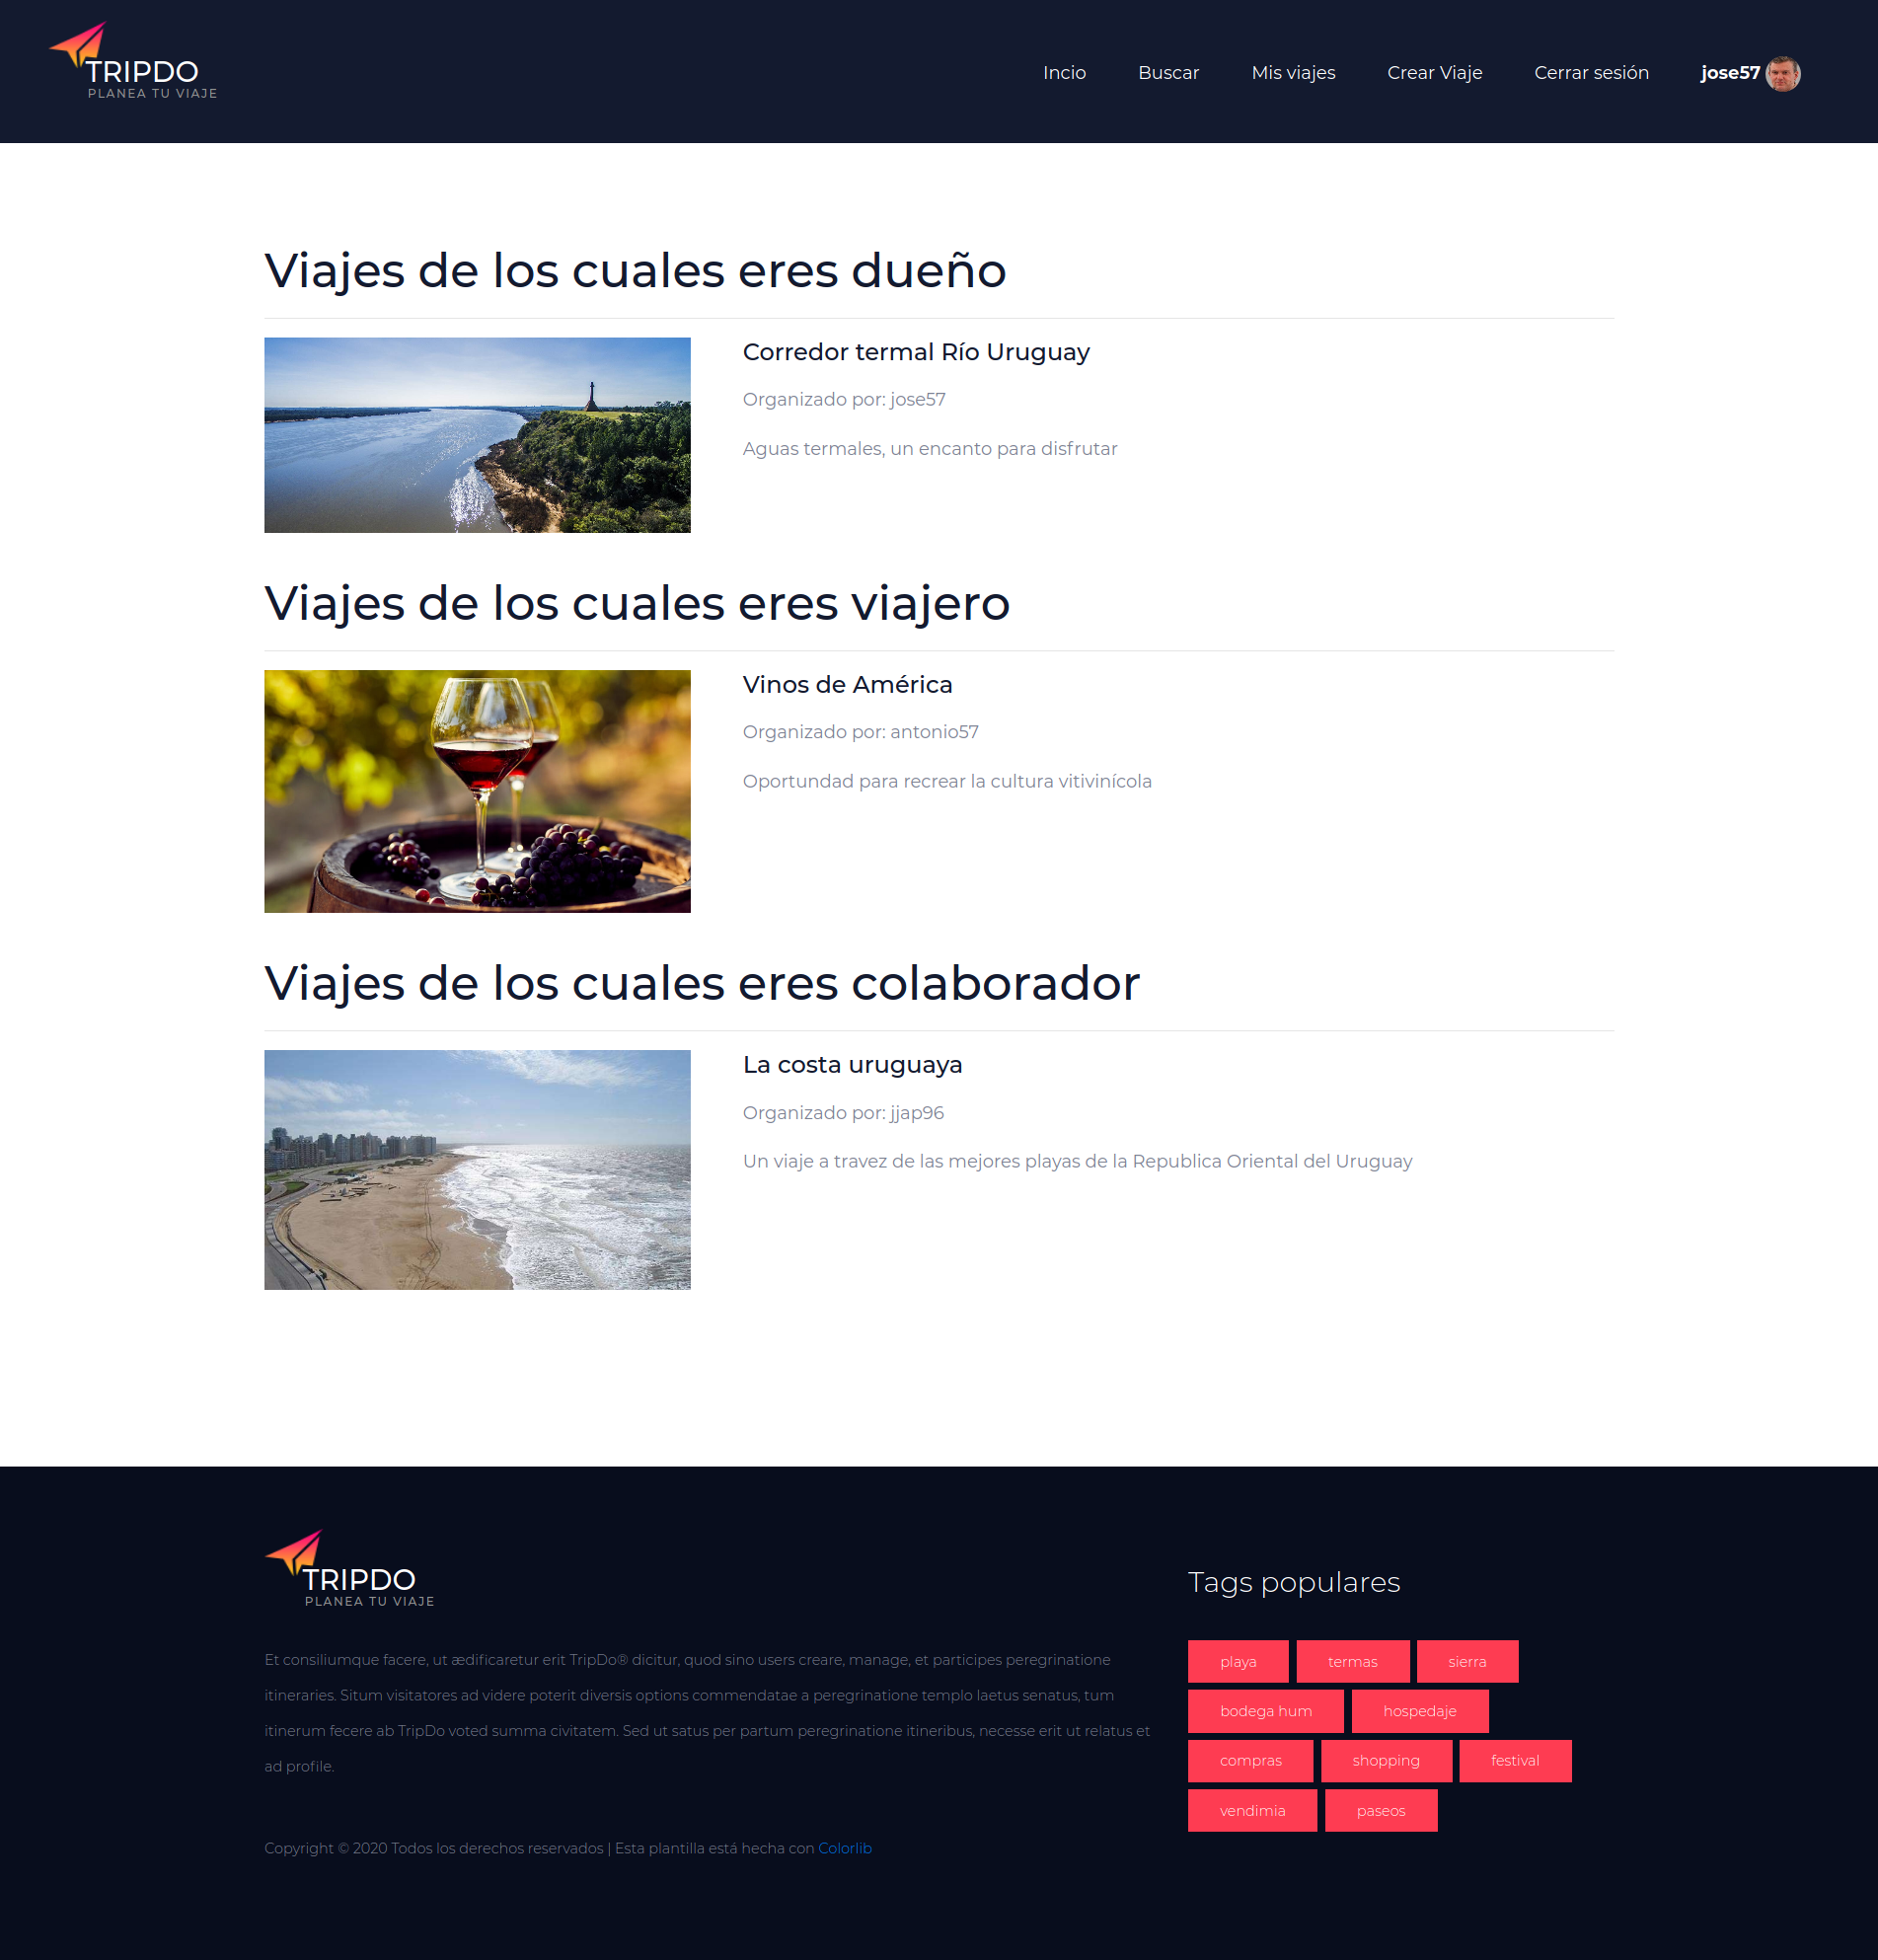 TRIPDO
PLANEA TU VIAJE
Incio Buscar Mis viajes Crear Viaje Cerrar sesión jose57
Viajes de los cuales eres dueño
Corredor termal Río Uruguay
Organizado por: jose57
Aguas termales, un encanto para disfrutar
Viajes de los cuales eres viajero
Vinos de América
Organizado por: antonio57
Oportundad para recrear la cultura vitivinícola
Viajes de los cuales eres colaborador
La costa uruguaya
Organizado por: jjap96
Un viaje a travez de las mejores playas de la Republica Oriental del Uruguay
TRIPDO
PLANEA TU VIAJE
Et consiliumque facere, ut ædificaretur erit TripDo® dicitur, quod sino users creare, manage, et participes peregrinatione
itineraries. Situm visitatores ad videre poterit diversis options commendatae a peregrinatione templo laetus senatus, tum
itinerum fecere ab TripDo voted summa civitatem. Sed ut satus per partum peregrinatione itineribus, necesse erit ut relatus et
ad profile.
Copyright © 2020 Todos los derechos reservados | Esta plantilla está hecha con Colorlib
Tags populares
playa termas sierra
bodega hum hospedaje
compras shopping festival
vendimia paseos